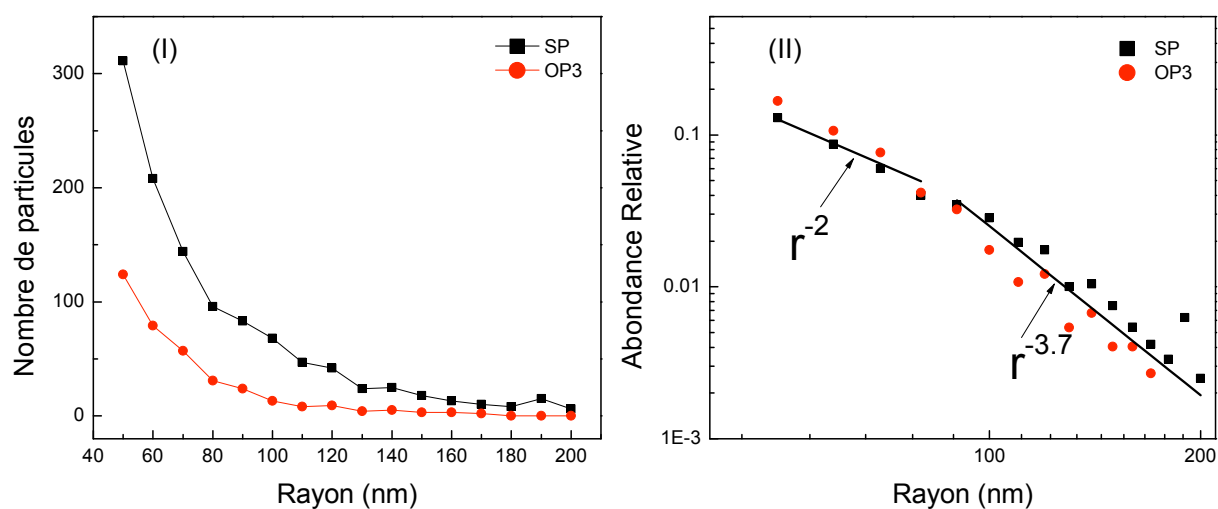 (I)
SP
OP3
300
200
100
0
40 60 80 100 120 140 160 180 200
Nombre de particules
Rayon (nm)
(II)
SP
OP3
0.1
0.01
1E-3
100 200
Abondance Relative
Rayon (nm)
r-2
r-3.7